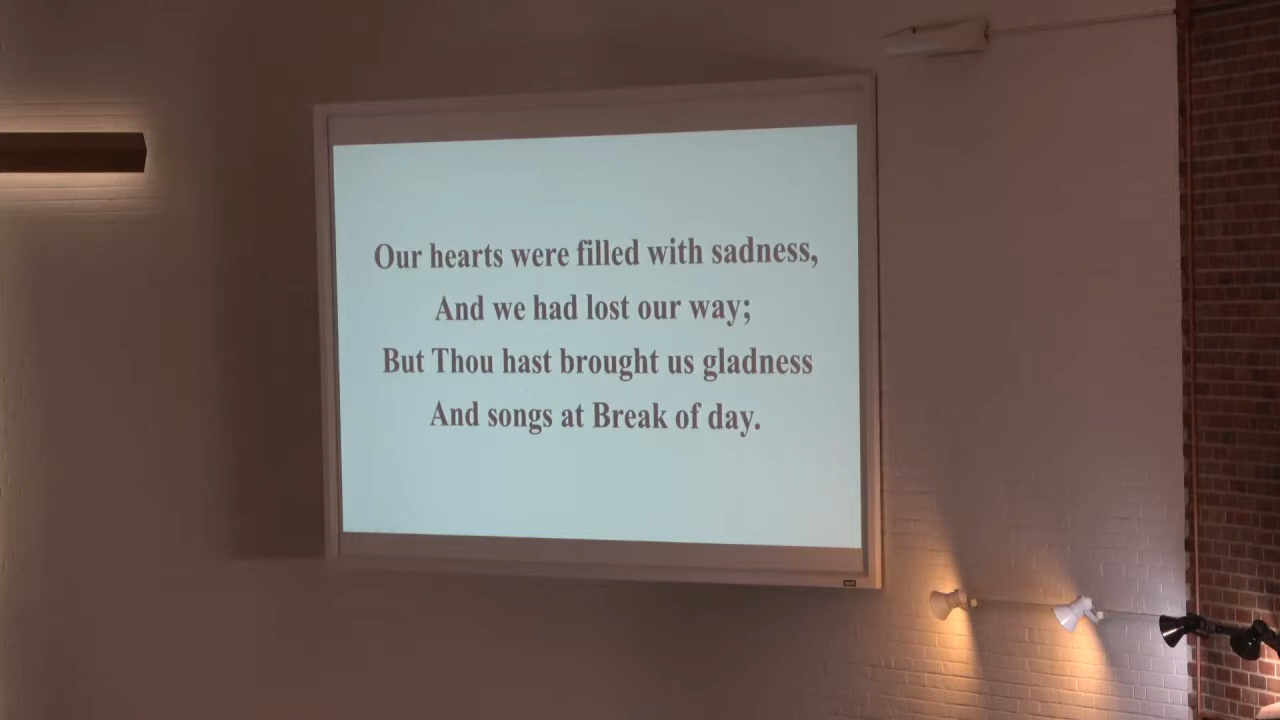 Our hearts were filled with sadness,
And we had lost our way;
But Thou hast brought us gladness
And songs at Break of day.